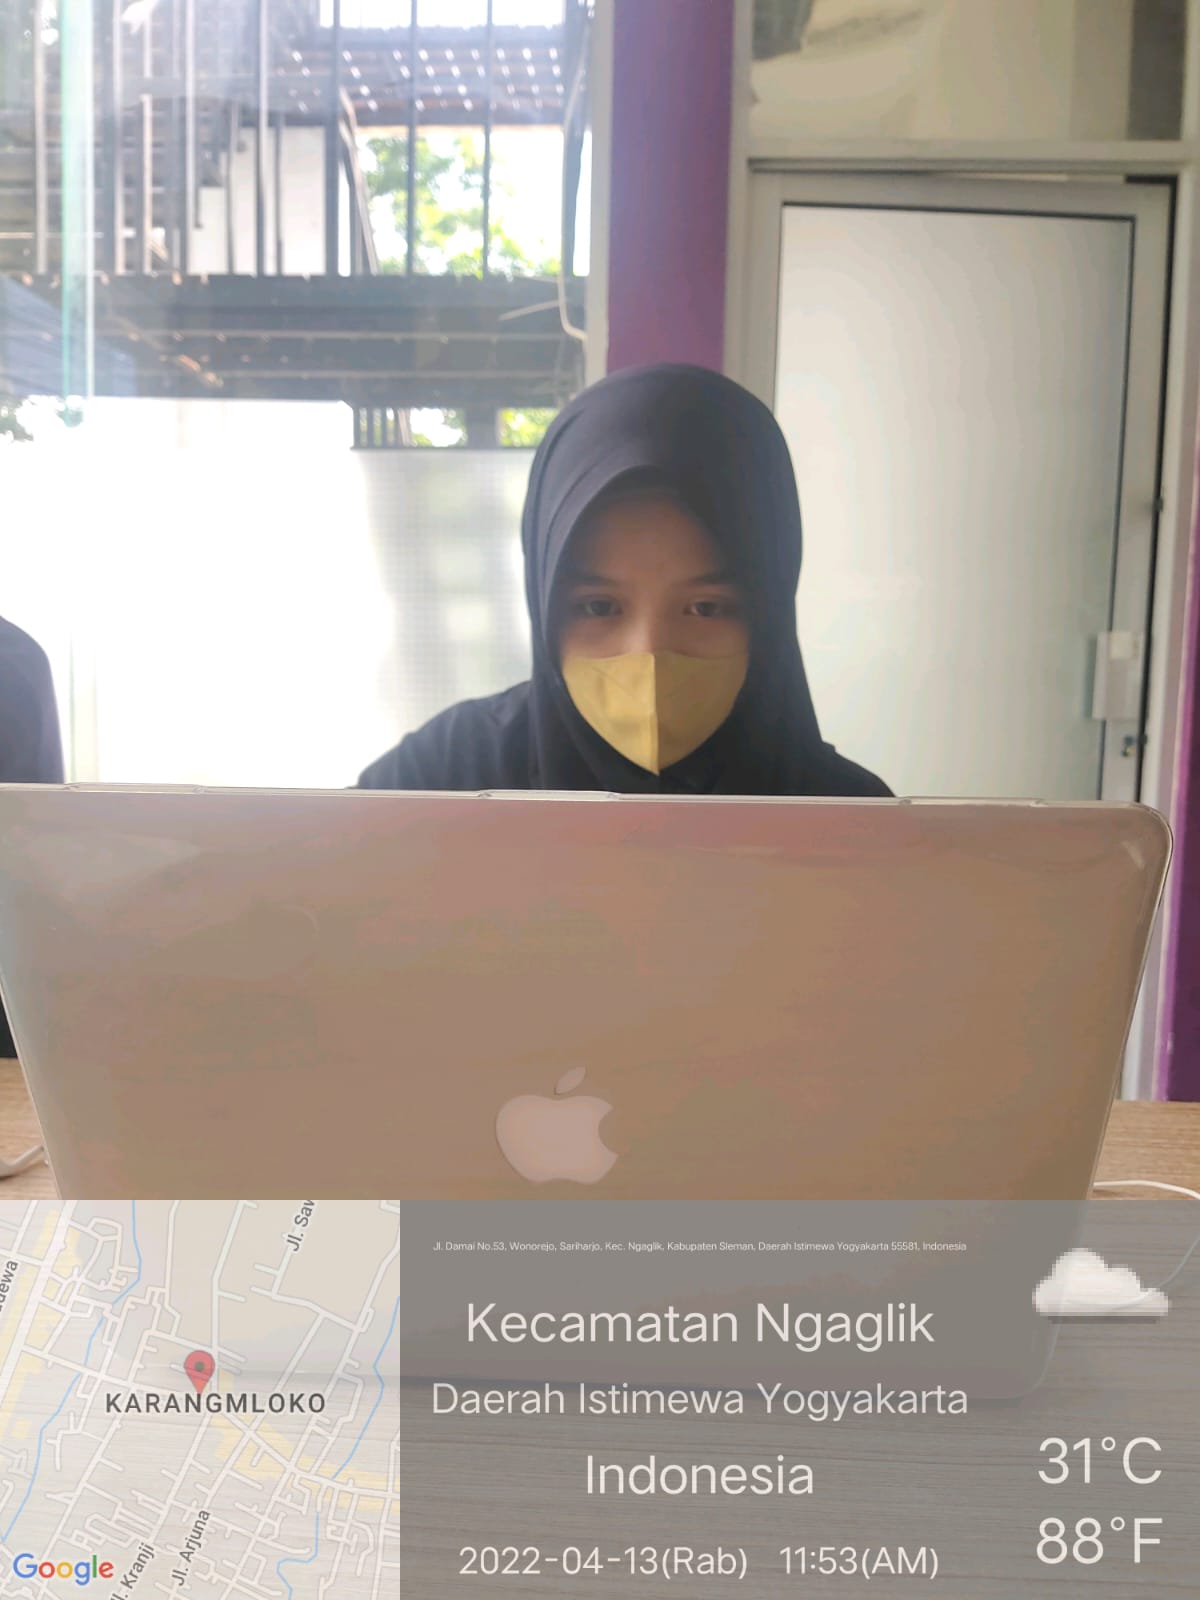 Jl. Damai No.53, Wonorejo, Sariharjo, Kec. Ngaglik, Kabupaten Sleman, Daerah Istimewa Yogyakarta 55581, Indonesia
Kecamatan Ngaglik
Daerah Istimewa Yogyakarta
Indonesia
2022-04-13(Rab) 11:53(AM)
31°C
88°F
Jl. Sav
dewa
KARANGMLOKO
Jl. Arjuna
Jl. Kranji
Google